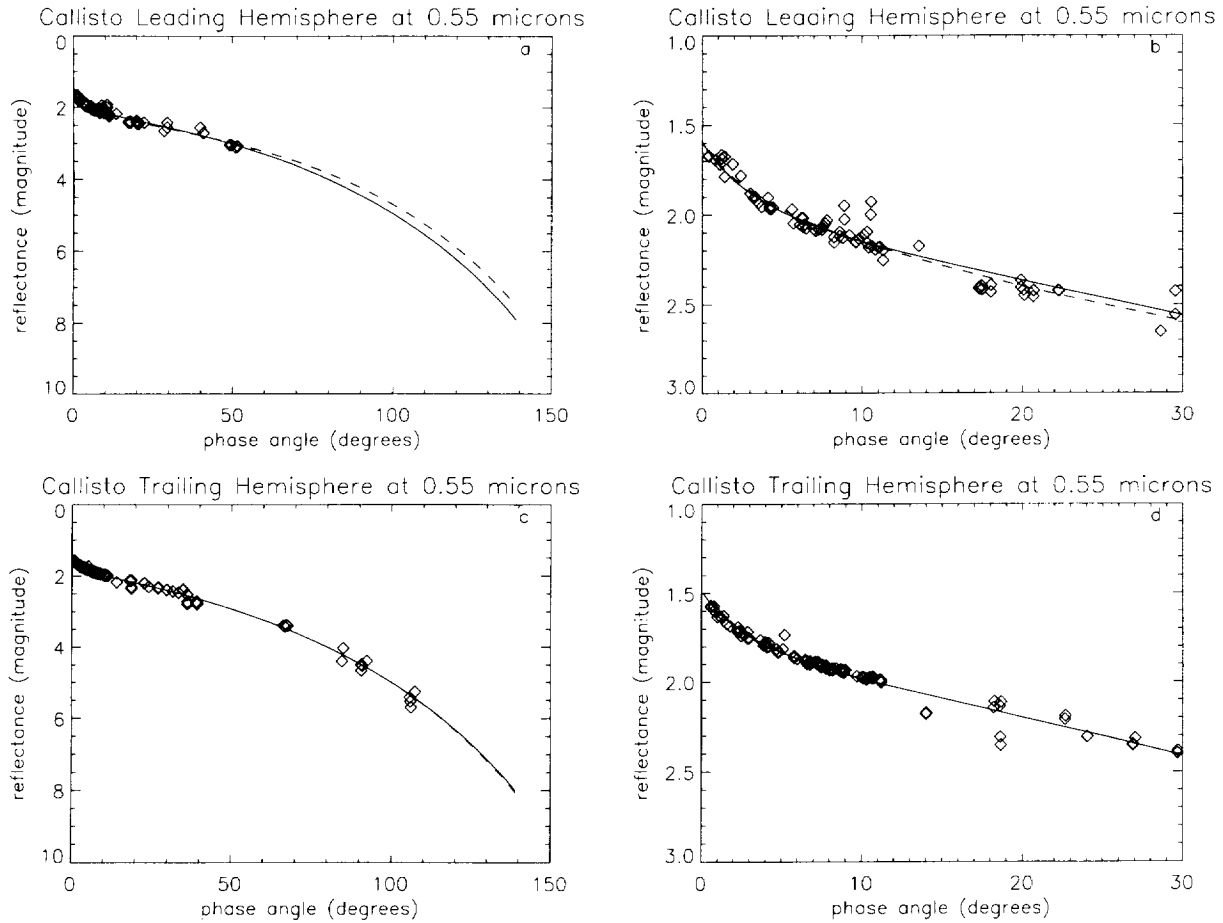 Callisto Leading Hemisphere at 0.55 microns
a
0
2
4
6
8
10
reflectance (magnitude)
0 50 100 150
phase angle (degrees)
Callisto Leading Hemisphere at 0.55 microns
b
1.0
1.5
2.0
2.5
3.0
reflectance (magnitude)
0 10 20 30
phase angle (degrees)
Callisto Trailing Hemisphere at 0.55 microns
c
0
2
4
6
8
10
reflectance (magnitude)
0 50 100 150
phase angle (degrees)
Callisto Trailing Hemisphere at 0.55 microns
d
1.0
1.5
2.0
2.5
3.0
reflectance (magnitude)
0 10 20 30
phase angle (degrees)